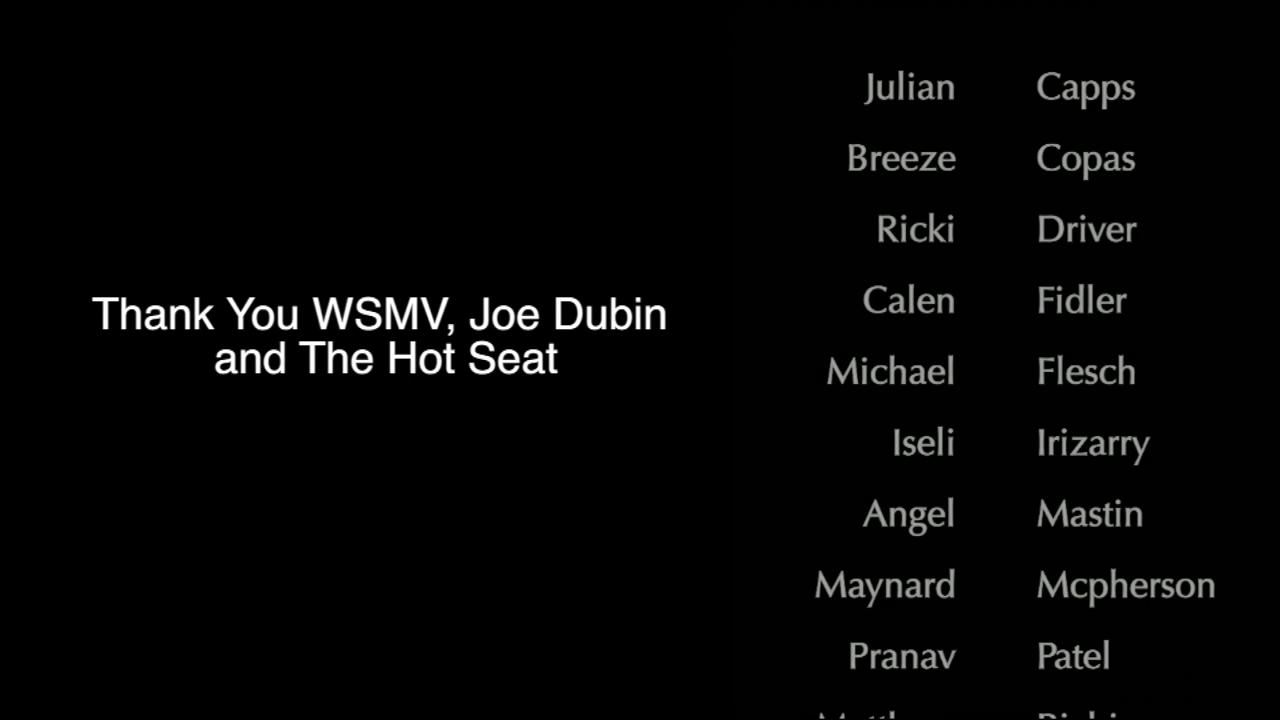 Thank You WSMV, Joe Dubin
and The Hot Seat
Julian Capps
Breeze Copas
Ricki Driver
Calen Fidler
Michael Flesch
Iseli Irizarry
Angel Mastin
Maynard Mcpherson
Pranav Patel